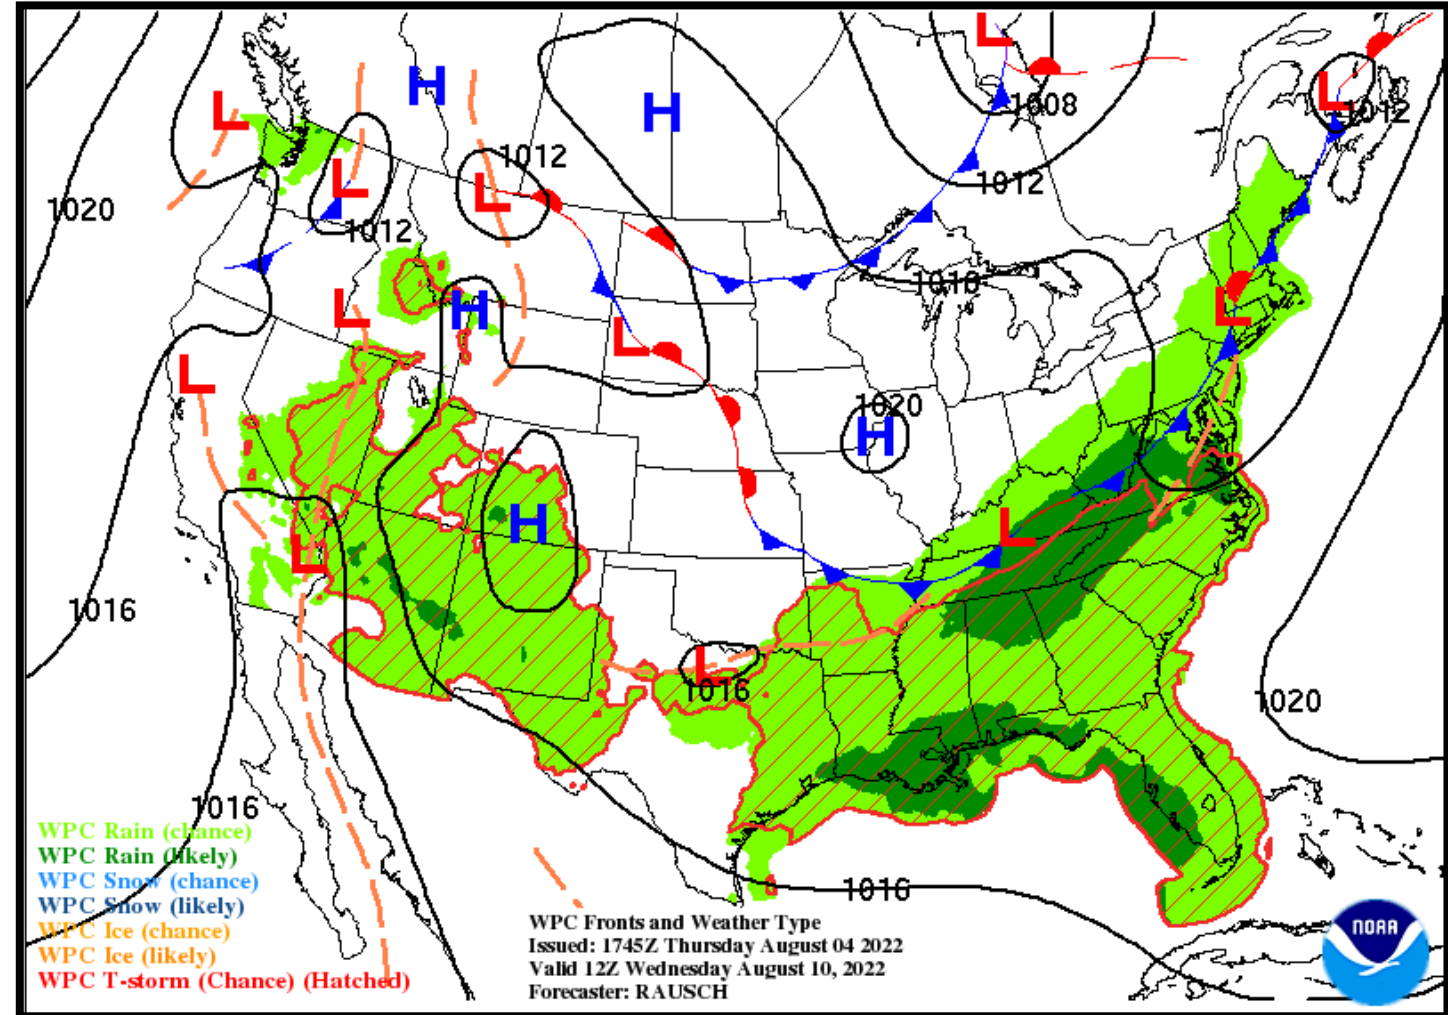 L
H
L
1012
L
1012
L
1012
H
1008
1012
L
L
1012
1020
H
L
L
1016
L
L
L
1020
H
H
L
L
L
1016
1016
1020
1016
1016
WPC Rain (chance)
WPC Rain (likely)
WPC Snow (chance)
WPC Snow (likely)
WPC Ice (chance)
WPC Ice (likely)
WPC T-storm (Chance) (Hatched)
WPC Fronts and Weather Type
Issued: 1745Z Thursday August 04 2022
Valid 12Z Wednesday August 10, 2022
Forecaster: RAUSCH
NOAA